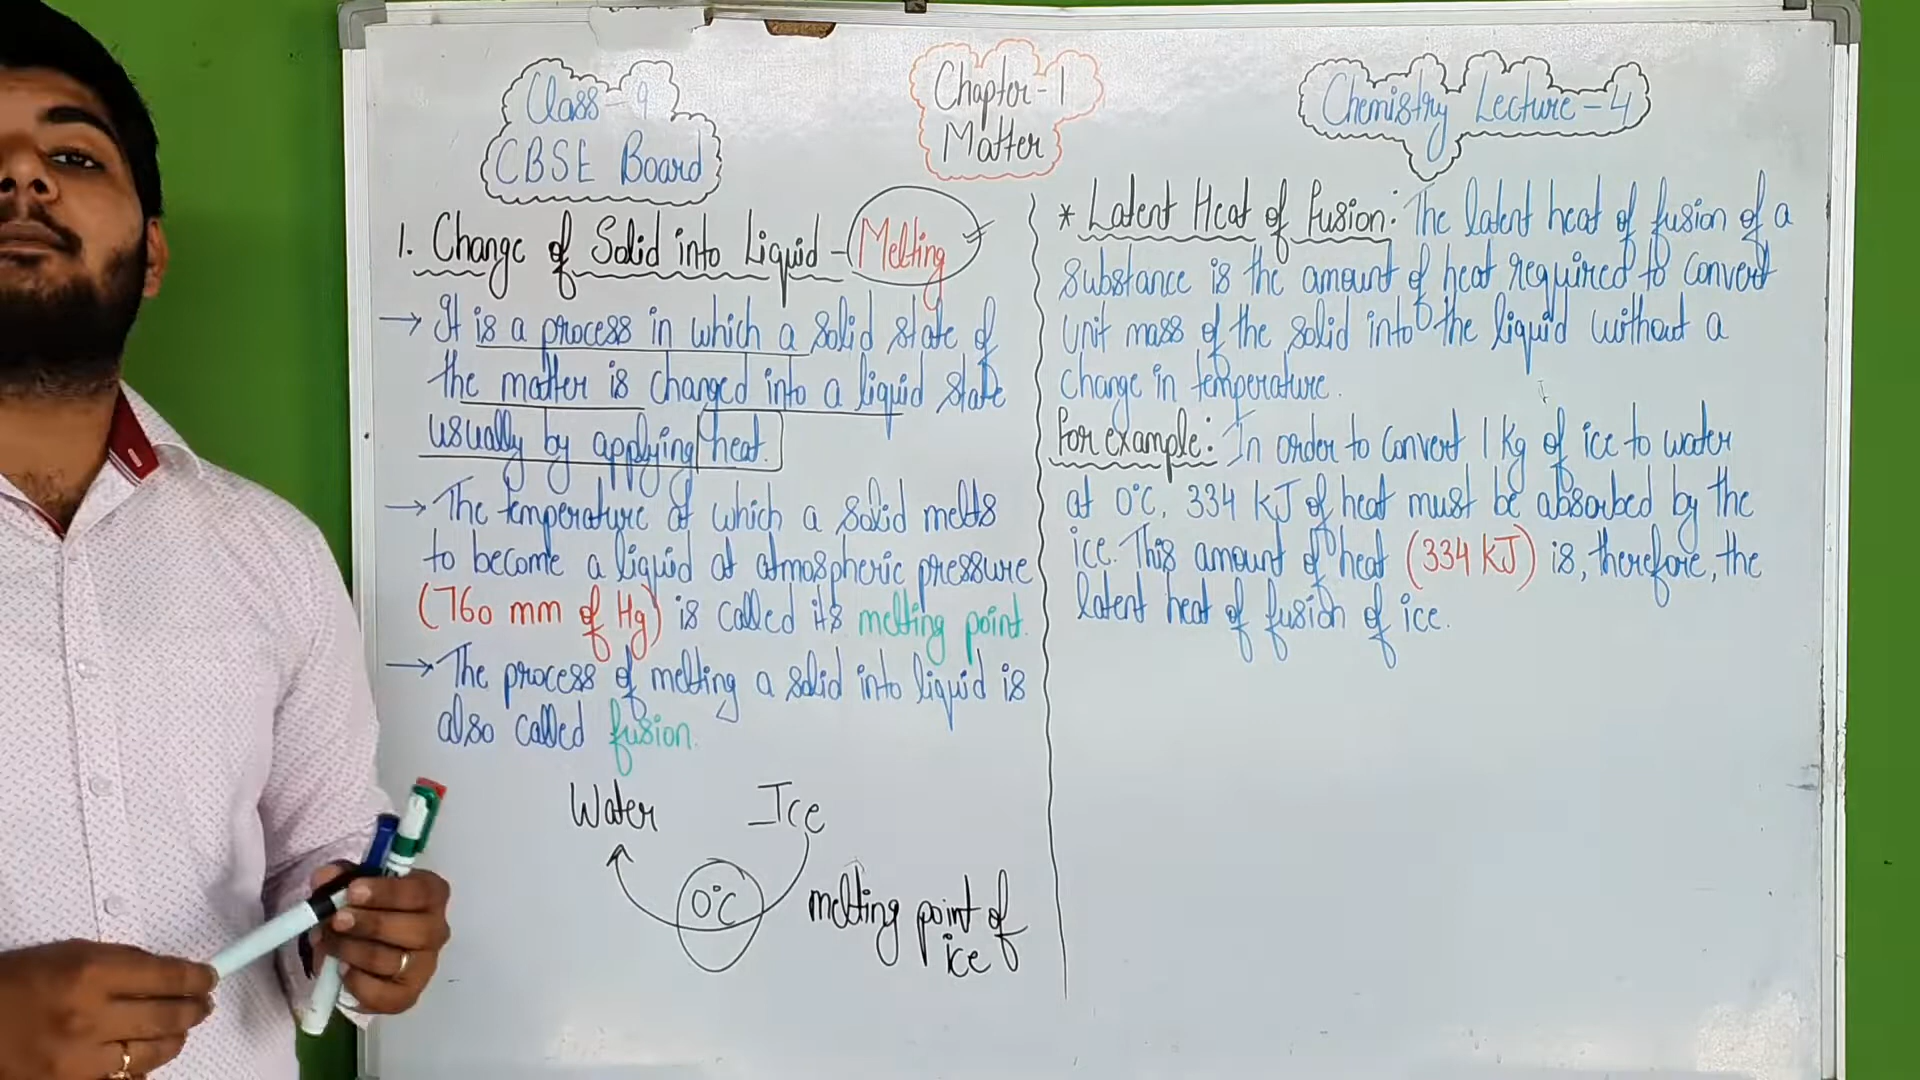 Class-9
CBSE Board
Chapter-1
Matter
Chemistry Lecture-4
1. Change of Solid into Liquid - Melting
→ It is a process in which a solid state of
the matter is changed into a liquid state
usually by applying heat.
→ The temperature at which a solid melts
to become a liquid at atmospheric pressure
(760 mm of Hg) is called its melting point.
→ The process of melting a solid into liquid is
also called fusion.
Water Ice
0°C
melting point of
ice
* Latent Heat of Fusion: The latent heat of fusion of a
substance is the amount of heat required to convert
unit mass of the solid into the liquid without a
change in temperature.
For example: In order to convert 1 Kg of ice to water
at 0°C, 334 kJ of heat must be absorbed by the
ice. This amount of heat (334 kJ) is, therefore, the
latent heat of fusion of ice.